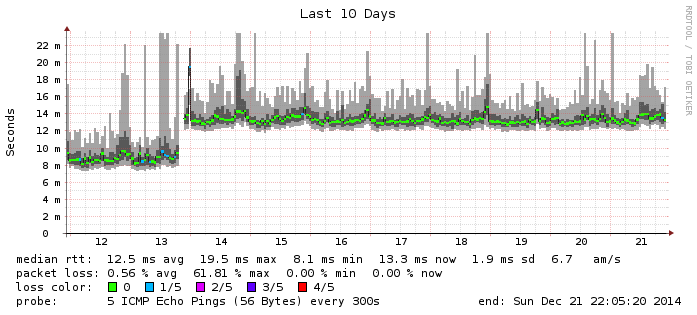 Last 10 Days
RRDTOOL / TOBI OETIKER
Seconds
22 m
20 m
18 m
16 m
14 m
12 m
10 m
8 m
6 m
4 m
2 m
0
12 13 14 15 16 17 18 19 20 21
median rtt: 12.5 ms avg 19.5 ms max 8.1 ms min 13.3 ms now 1.9 ms sd 6.7 am/s
packet loss: 0.56 % avg 61.81 % max 0.00 % min 0.00 % now
loss color: 0 1/5 2/5 3/5 4/5
probe: 5 ICMP Echo Pings (56 Bytes) every 300s end: Sun Dec 21 22:05:20 2014